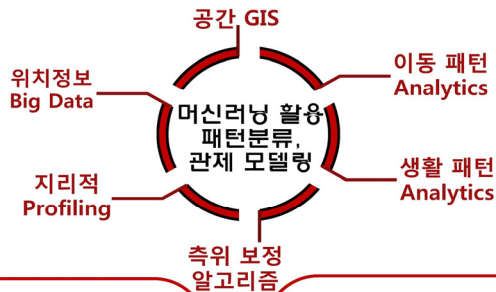 공간 GIS
이동 패턴
Analytics
위치정보
Big Data
머신러닝 활용
패턴분류,
관제 모델링
생활 패턴
Analytics
지리적
Profiling
측위 보정
알고리즘